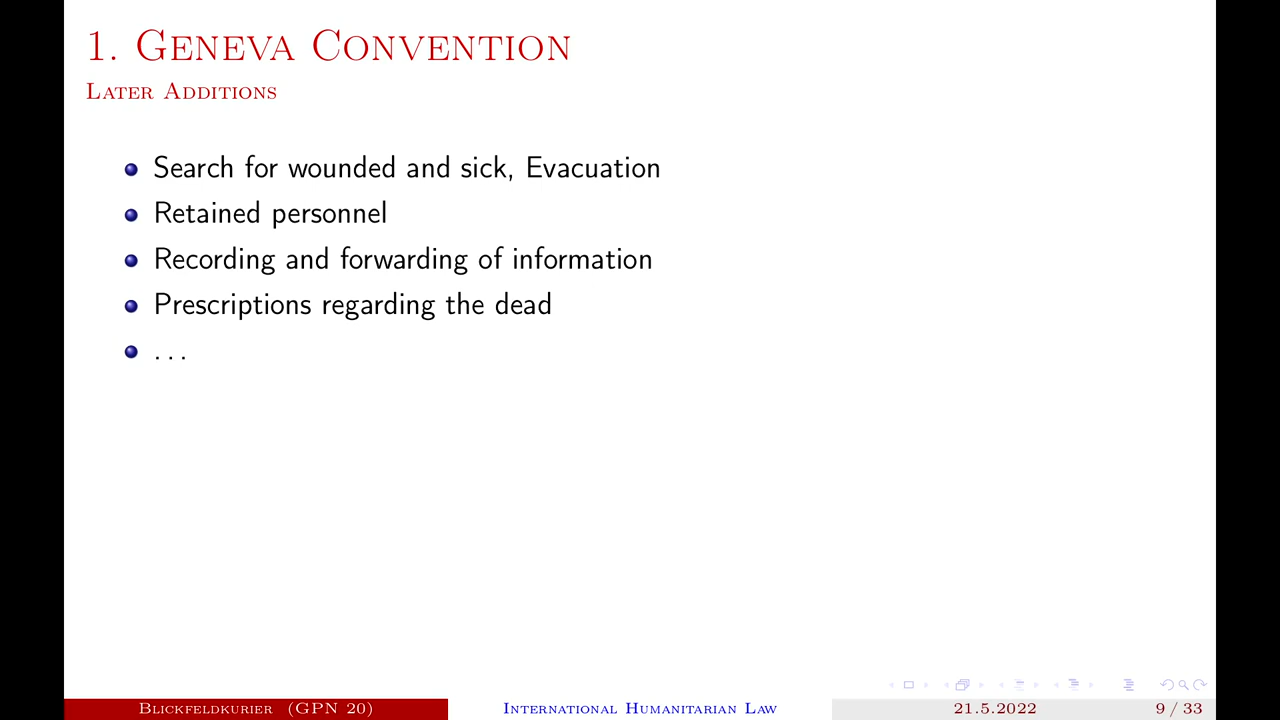 1. Geneva Convention
Later Additions
Search for wounded and sick, Evacuation
Retained personnel
Recording and forwarding of information
Prescriptions regarding the dead
...
Blickfeldkurier (GPN 20)
International Humanitarian Law
21.5.2022
9 / 33